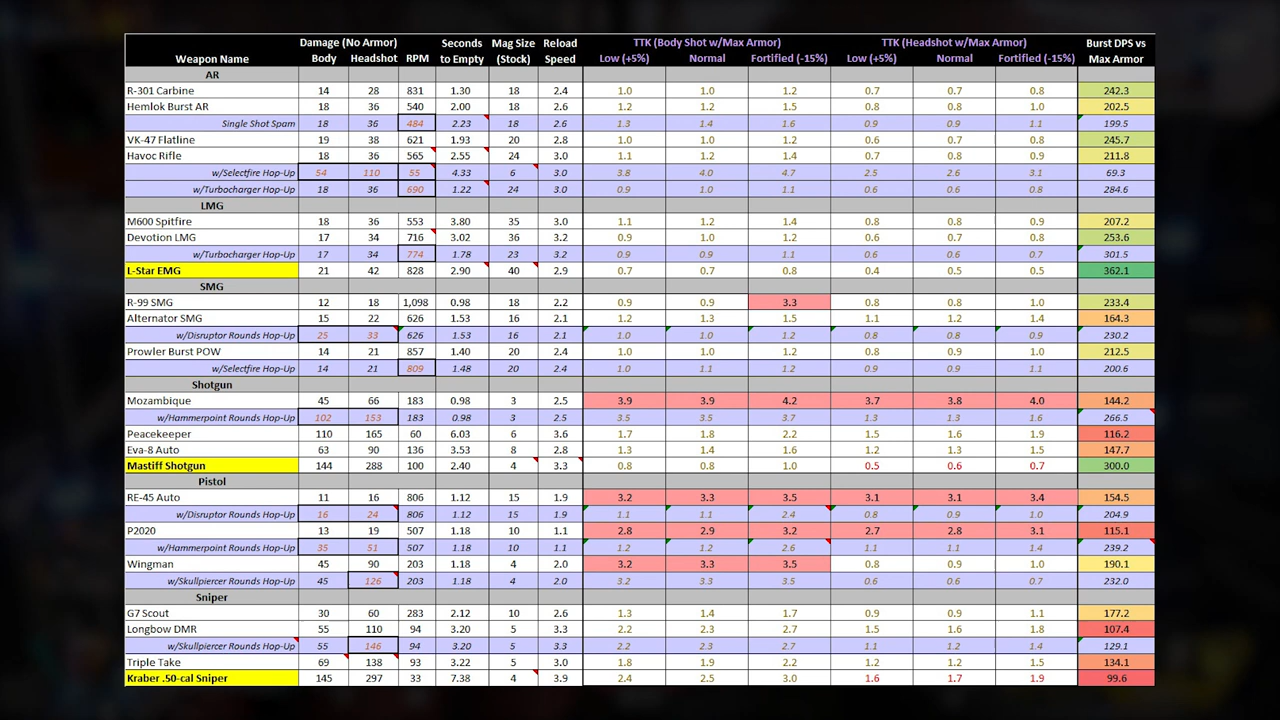 Damage (No Armor) Seconds Mag Size Reload TTK (Body Shot w/Max Armor) TTK (Headshot w/Max Armor) Burst DPS vs
Weapon Name Body Headshot RPM to Empty (Stock) Speed Low (+5%) Normal Fortified (-15%) Low (+5%) Normal Fortified (-15%) Max Armor
AR
R-301 Carbine 14 28 831 1.30 18 2.4 1.0 1.0 1.2 0.7 0.7 0.8 242.3
Hemlok Burst AR 18 36 540 2.00 18 2.6 1.2 1.2 1.5 0.8 0.8 1.0 202.5
Single Shot Spam 18 36 484 2.23 18 2.6 1.3 1.4 1.6 0.9 0.9 1.1 199.5
VK-47 Flatline 19 38 621 1.93 20 2.8 1.0 1.0 1.2 0.6 0.7 0.8 245.7
Havoc Rifle 18 36 565 2.55 24 3.0 1.1 1.2 1.4 0.7 0.8 0.9 211.8
w/Selectfire Hop-Up 54 110 55 4.33 6 3.0 3.8 4.0 4.7 2.5 2.6 3.1 69.3
w/Turbocharger Hop-Up 18 36 690 1.22 24 3.0 0.9 1.0 1.1 0.6 0.6 0.8 284.6
LMG
M600 Spitfire 18 36 553 3.80 35 3.0 1.1 1.2 1.4 0.8 0.8 0.9 207.2
Devotion LMG 17 34 716 3.02 36 3.2 0.9 1.0 1.2 0.6 0.7 0.8 253.6
w/Turbocharger Hop-Up 17 34 774 1.78 23 3.2 0.9 0.9 1.1 0.6 0.6 0.8 301.5
L-Star EMG 21 42 828 2.90 40 2.9 0.7 0.7 0.8 0.4 0.5 0.5 362.1
SMG
R-99 SMG 12 18 1,098 0.98 18 2.2 0.9 0.9 3.3 0.8 0.8 1.0 233.4
Alternator SMG 15 22 626 1.53 16 2.1 1.2 1.3 1.5 1.1 1.2 1.4 164.3
w/Disruptor Rounds Hop-Up 25 33 626 1.53 16 2.1 1.0 1.0 1.2 0.8 0.8 0.9 230.2
Prowler Burst POW 14 21 857 1.40 20 2.4 1.0 1.0 1.2 0.8 0.9 1.0 212.5
w/Selectfire Hop-Up 14 21 809 1.48 20 2.4 1.0 1.1 1.2 0.9 0.9 1.1 200.6
Shotgun
Mozambique 45 66 183 0.98 3 2.5 3.9 3.9 4.2 3.7 3.8 4.0 144.2
w/Hammerpoint Rounds Hop-Up 102 153 183 0.98 3 2.5 3.5 3.5 3.7 1.3 1.3 1.6 266.5
Peacekeeper 110 165 60 6.03 6 3.6 1.7 1.8 2.2 1.5 1.6 1.9 116.2
Eva-8 Auto 63 90 136 3.53 8 2.8 1.3 1.4 1.6 1.2 1.3 1.5 147.7
Mastiff Shotgun 144 288 100 2.40 4 3.3 0.8 0.8 1.0 0.5 0.6 0.7 300.0
Pistol
RE-45 Auto 11 16 806 1.12 15 1.9 3.2 3.3 3.5 3.1 3.1 3.4 154.5
w/Disruptor Rounds Hop-Up 16 24 806 1.12 15 1.9 1.1 1.1 2.4 0.8 0.9 1.0 204.9
P2020 13 19 507 1.18 10 1.1 2.8 2.9 3.2 2.7 2.8 3.1 115.1
w/Hammerpoint Rounds Hop-Up 35 51 507 1.18 10 1.1 1.2 1.2 2.6 1.1 1.1 1.4 239.2
Wingman 45 90 203 1.18 4 2.0 3.2 3.3 3.5 0.8 0.9 1.0 190.1
w/Skullpiercer Rounds Hop-Up 45 126 203 1.18 4 2.0 3.2 3.3 3.5 0.6 0.6 0.7 232.0
Sniper
G7 Scout 30 60 283 2.12 10 2.6 1.3 1.4 1.7 0.9 0.9 1.1 177.2
Longbow DMR 55 110 94 3.20 5 3.3 2.2 2.3 2.7 1.5 1.6 1.8 107.4
w/Skullpiercer Rounds Hop-Up 55 146 94 3.20 5 3.3 2.2 2.3 2.7 1.1 1.2 1.4 129.1
Triple Take 69 138 93 3.22 5 3.0 1.8 1.9 2.2 1.2 1.2 1.5 134.1
Kraber .50-cal Sniper 145 297 33 7.38 4 3.9 2.4 2.5 3.0 1.6 1.7 1.9 99.6